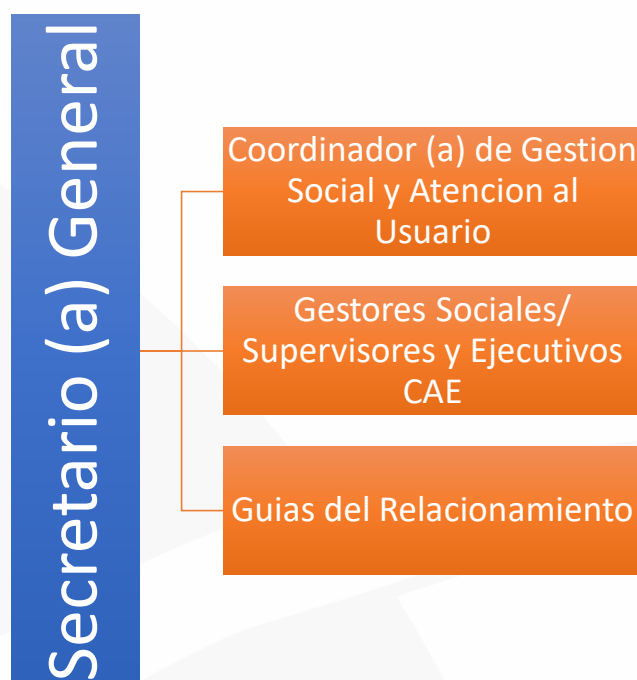 Secretario (a) General
Coordinador (a) de Gestion
Social y Atencion al
Usuario
Gestores Sociales/
Supervisores y Ejecutivos
CAE
Guias del Relacionamiento